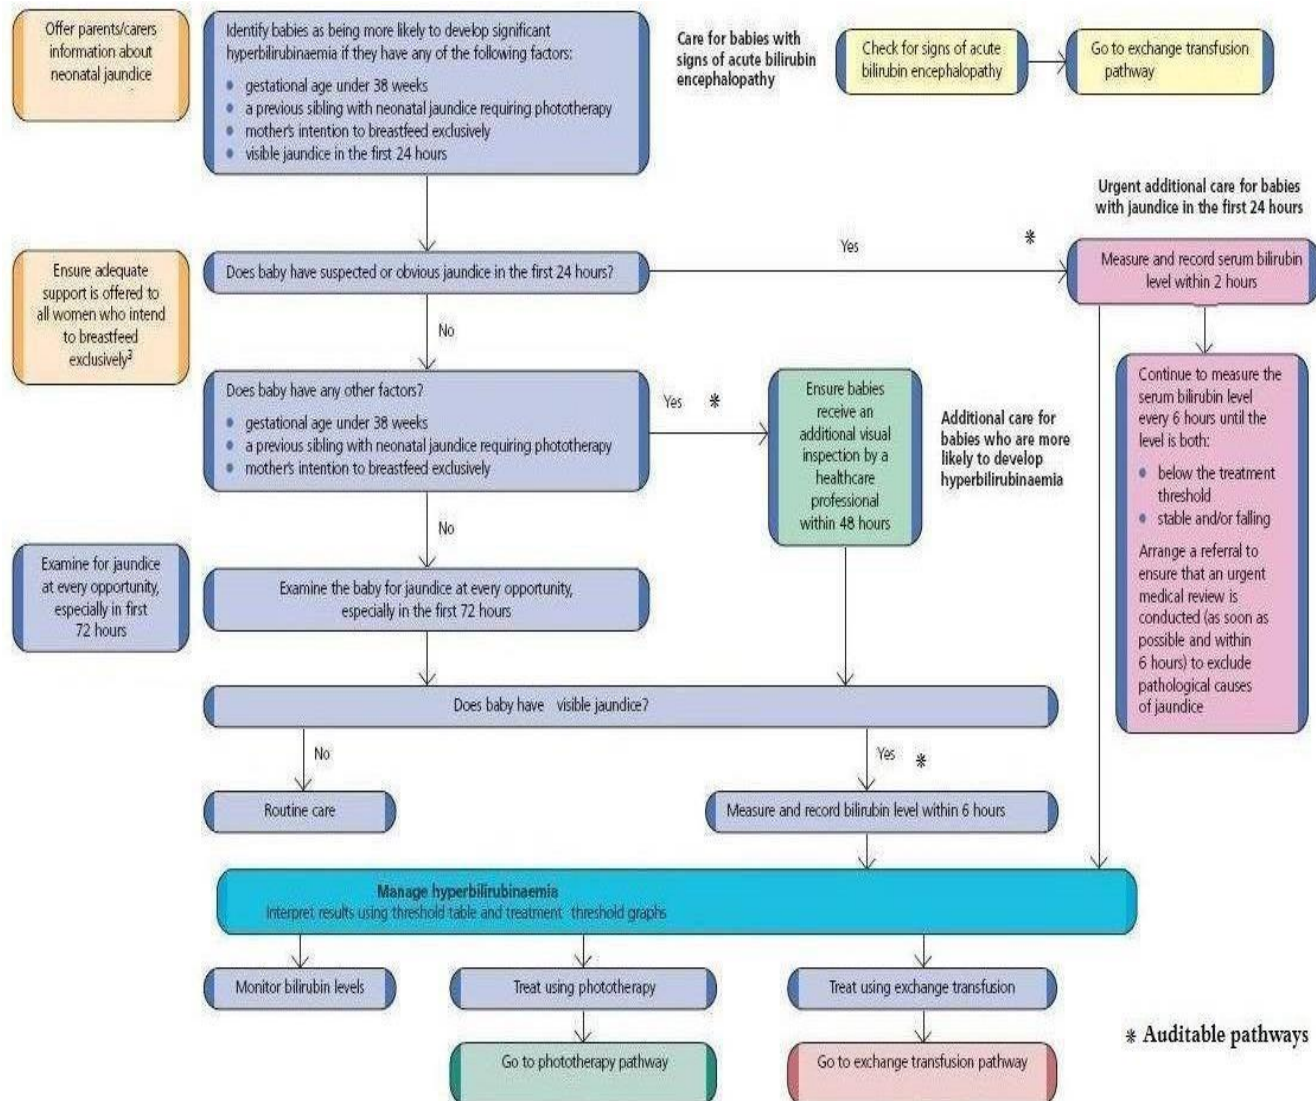 Offer parents/carers
information about
neonatal jaundice
Identify babies as being more likely to develop significant
hyperbilirubinaemia if they have any of the following factors:
• gestational age under 38 weeks
• a previous sibling with neonatal jaundice requiring phototherapy
• mother's intention to breastfeed exclusively
• visible jaundice in the first 24 hours
Care for babies with
signs of acute bilirubin
encephalopathy
Check for signs of acute
bilirubin encephalopathy
Go to exchange transfusion
pathway
Urgent additional care for babies
with jaundice in the first 24 hours
Ensure adequate
support is offered to
all women who intend
to breastfeed
exclusively3
Does baby have suspected or obvious jaundice in the first 24 hours?
Yes *
Measure and record serum bilirubin
level within 2 hours
No
Does baby have any other factors?
• gestational age under 38 weeks
• a previous sibling with neonatal jaundice requiring phototherapy
• mother's intention to breastfeed exclusively
Yes *
Ensure babies
receive an
additional visual
inspection by a
healthcare
professional
within 48 hours
Additional care for
babies who are more
likely to develop
hyperbilirubinaemia
Continue to measure the
serum bilirubin level
every 6 hours until the
level is both:
• below the treatment
threshold
• stable and/or falling
Arrange a referral to
ensure that an urgent
medical review is
conducted (as soon as
possible and within
6 hours) to exclude
pathological causes
of jaundice
No
Examine for jaundice
at every opportunity,
especially in first
72 hours
Examine the baby for jaundice at every opportunity,
especially in the first 72 hours
Does baby have visible jaundice?
No
Yes *
Routine care
Measure and record bilirubin level within 6 hours
Manage hyperbilirubinaemia
Interpret results using threshold table and treatment threshold graphs
Monitor bilirubin levels
Treat using phototherapy
Treat using exchange transfusion
Go to phototherapy pathway
Go to exchange transfusion pathway
* Auditable pathways